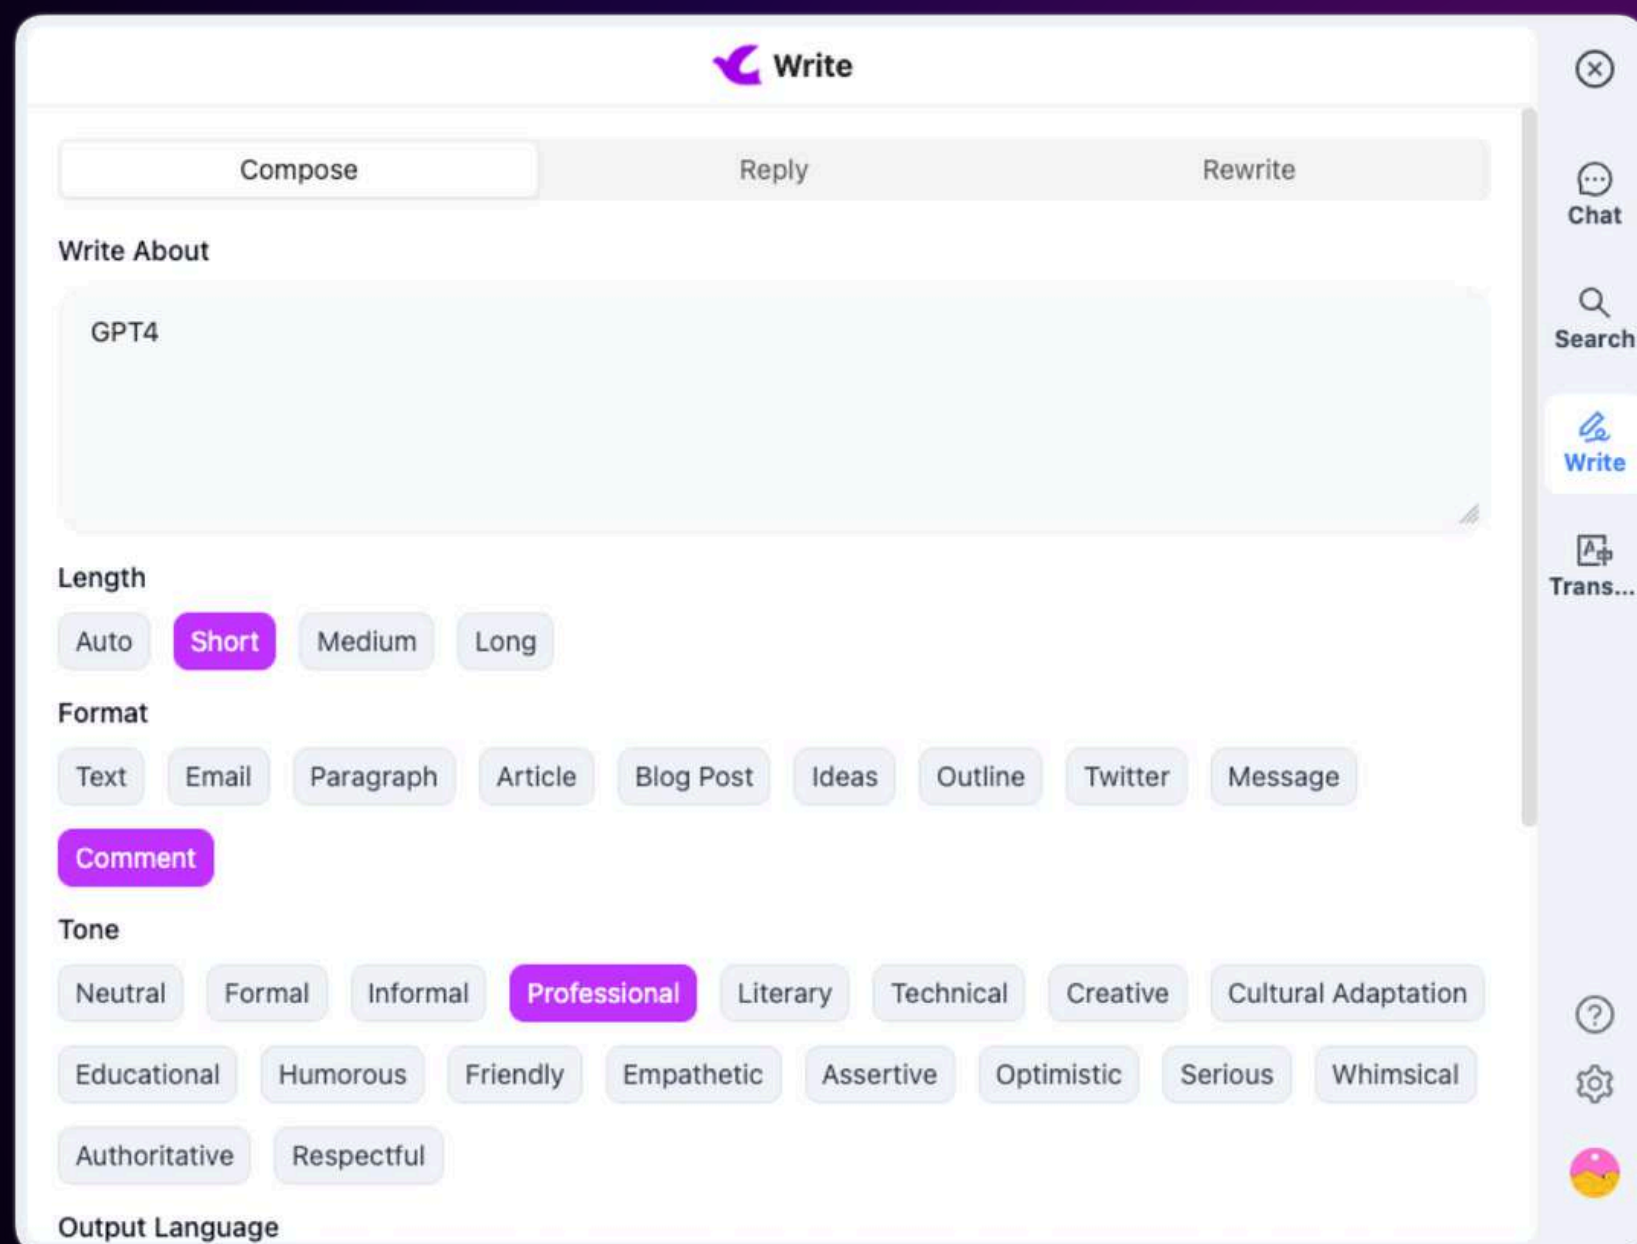 Write
Compose Reply Rewrite
Write About
GPT4
Length
Auto Short Medium Long
Format
Text Email Paragraph Article Blog Post Ideas Outline Twitter Message
Comment
Tone
Neutral Formal Informal Professional Literary Technical Creative Cultural Adaptation
Educational Humorous Friendly Empathetic Assertive Optimistic Serious Whimsical
Authoritative Respectful
Output Language
Chat
Search
Write
Trans...